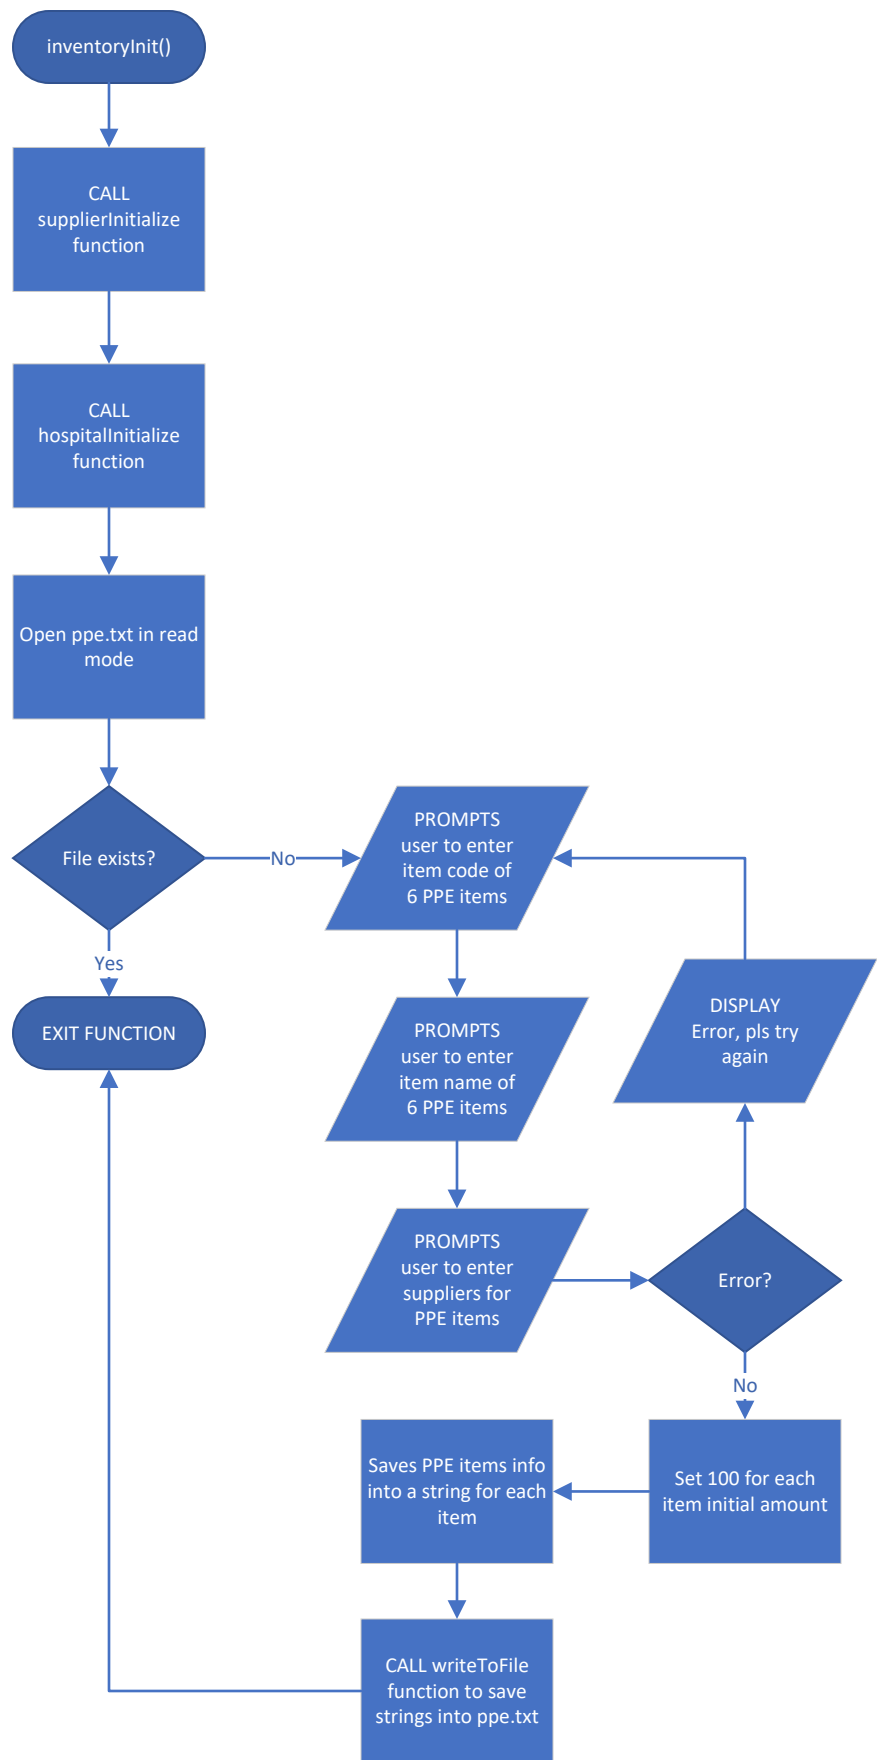 inventoryInit()
CALL
supplierInitialize
function
CALL
hospitalInitialize
function
Open ppe.txt in read
mode
File exists?
No
Yes
EXIT FUNCTION
PROMPTS
user to enter
item code of
6 PPE items
PROMPTS
user to enter
item name of
6 PPE items
PROMPTS
user to enter
suppliers for
PPE items
DISPLAY
Error, pls try
again
Error?
No
Set 100 for each
item initial amount
Saves PPE items info
into a string for each
item
CALL writeToFile
function to save
strings into ppe.txt